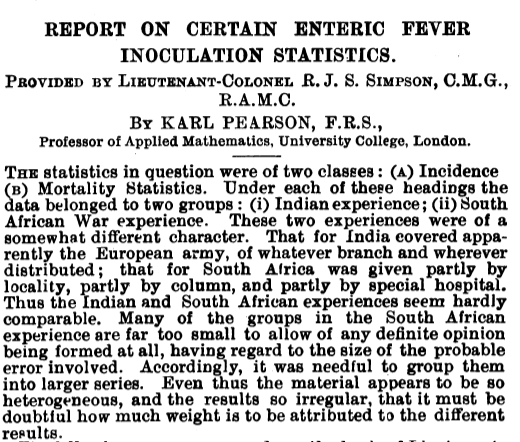 REPORT ON CERTAIN ENTERIC FEVER
INOCULATION STATISTICS.
PROVIDED BY LIEUTENANT-COLONEL R. J. S. SIMPSON, C.M.G.,
R.A.M.C.
BY KARL PEARSON, F.R.S.,
Professor of Applied Mathematics, University College, London.
THE statistics in question were of two classes: (A) Incidence
(B) Mortality Statistics. Under each of these headings the
data belonged to two groups: (i) Indian experience; (ii) South
African War experience. These two experiences were of a
somewhat different character. That for India covered appa-
rently the European army, of whatever branch and wherever
distributed; that for South Africa was given partly by
locality, partly by column, and partly by special hospital.
Thus the Indian and South African experiences seem hardly
comparable. Many of the groups in the South African
experience are far too small to allow of any definite opinion
being formed at all, having regard to the size of the probable
error involved. Accordingly, it was needful to group them
into larger series. Even thus the material appears to be so
heterogeneous, and the results so irregular, that it must be
doubtful how much weight is to be attributed to the different
results.